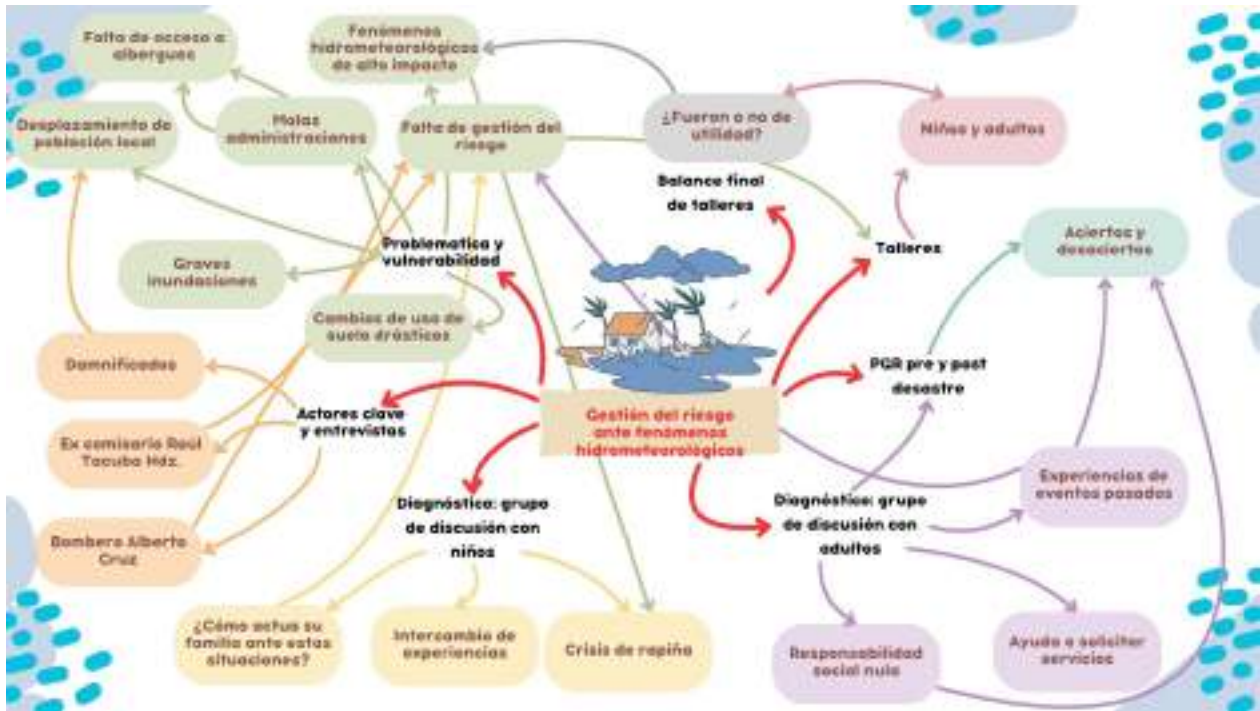 Falta de acceso a
albergues
Fenómenos
hidrometeorológicos
de alto impacto
Desplazamiento de
población local
Malas
administraciones
Falta de gestión del
riesgo
¿Fueron o no de
utilidad?
Niños y adultos
Balance final
de talleres
Talleres
Problematica y
vulnerabilidad
Aciertos y
desaciertos
Graves
inundaciones
Cambios de uso de
suelo drásticos
Damnificados
PGR pre y post
desastre
Actores clave
y entrevistas
Gestión del riesgo
ante fenómenos
hidrometeorológicos
Ex comisario Raúl
Tacuba Hdz.
Experiencias de
eventos pasados
Diagnóstico: grupo
de discusión con
niños
Diagnóstico: grupo
de discusión con
adultos
Bombero Alberto
Cruz
¿Cómo actua su
familia ante estas
situaciones?
Intercambio de
experiencias
Crisis de rapiña
Responsabilidad
social nula
Ayuda a solicitar
servicios